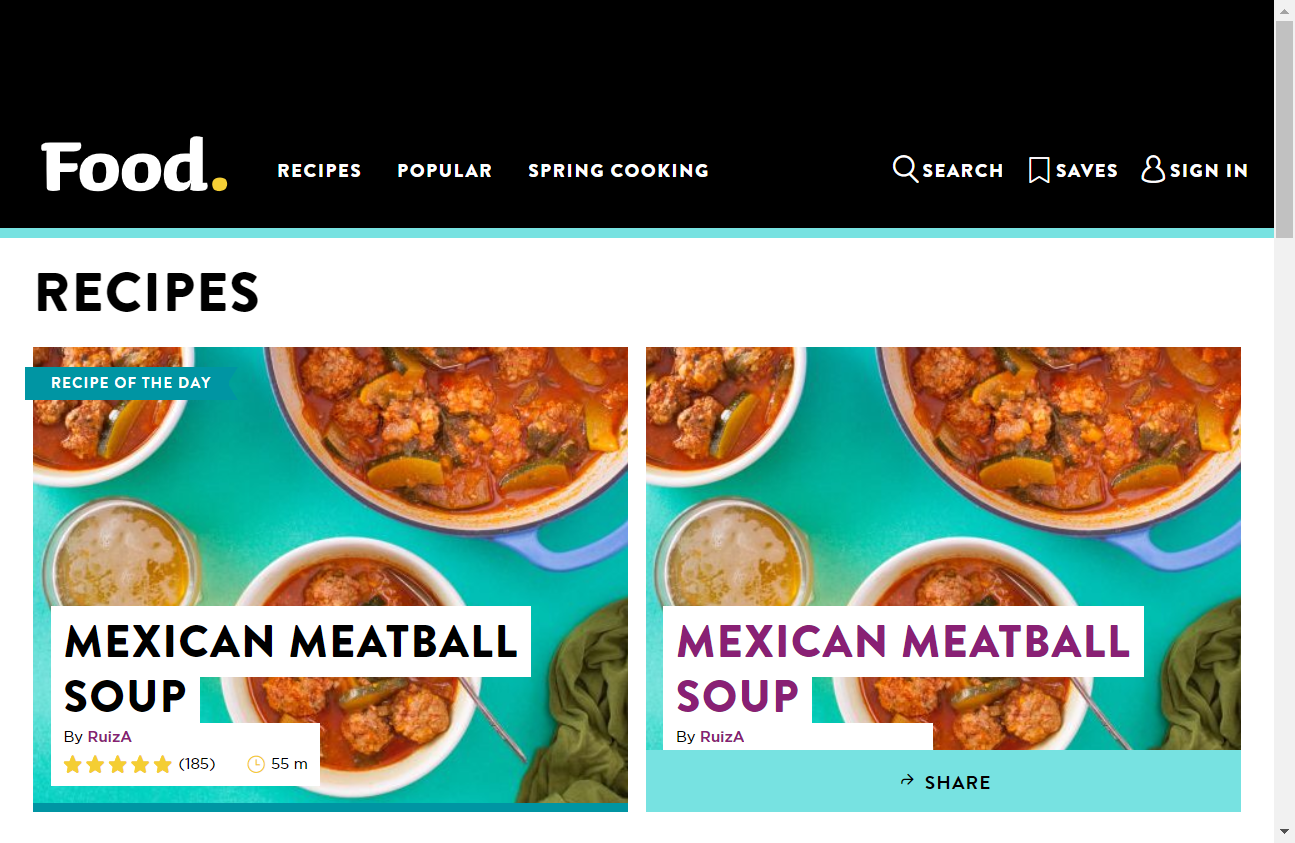 Food.
RECIPES
POPULAR
SPRING COOKING
SEARCH
SAVES
SIGN IN
RECIPES
RECIPE OF THE DAY
MEXICAN MEATBALL
SOUP
By RuizA
(185)
55 m
MEXICAN MEATBALL
SOUP
By RuizA
SHARE